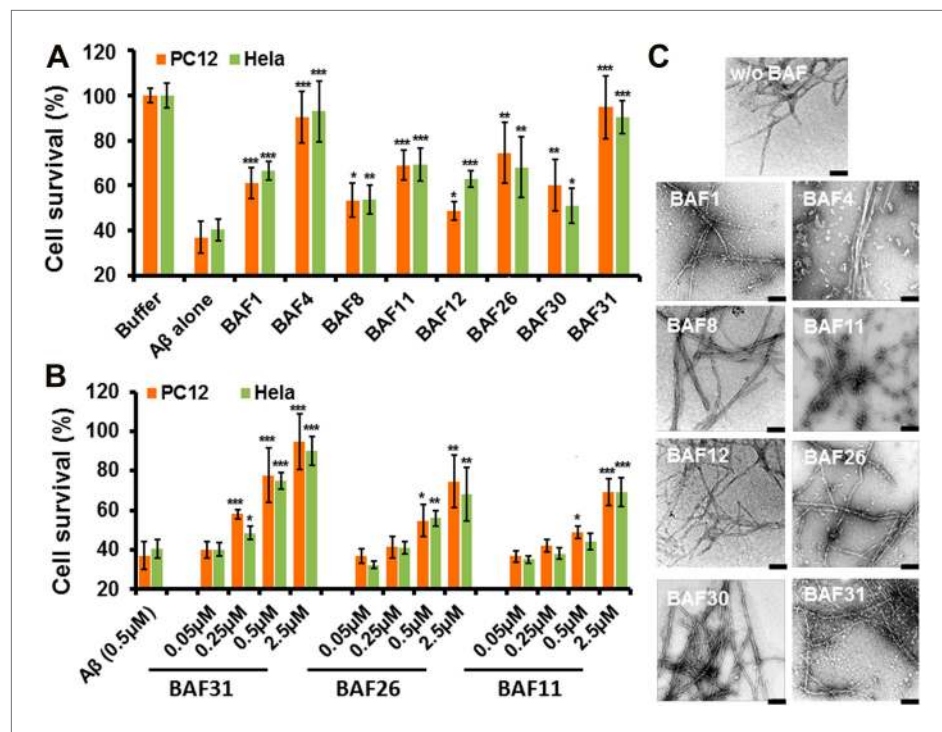 A
PC12 Hela
Cell survival (%)
120
100
80
60
40
20
*** *** *** *** * ** *** *** * *** ** ** ** * *** ***
Buffer
Aβ alone
BAF1
BAF4
BAF8
BAF11
BAF12
BAF26
BAF30
BAF31
B
PC12 Hela
Cell survival (%)
120
100
80
60
40
20
*** * *** *** *** *** * ** ** ** * *** ***
Aβ (0.5µM)
0.05µM
0.25µM
0.5µM
2.5µM
0.05µM
0.25µM
0.5µM
2.5µM
0.05µM
0.25µM
0.5µM
2.5µM
BAF31
BAF26
BAF11
C
w/o BAF
BAF1
BAF4
BAF8
BAF11
BAF12
BAF26
BAF30
BAF31